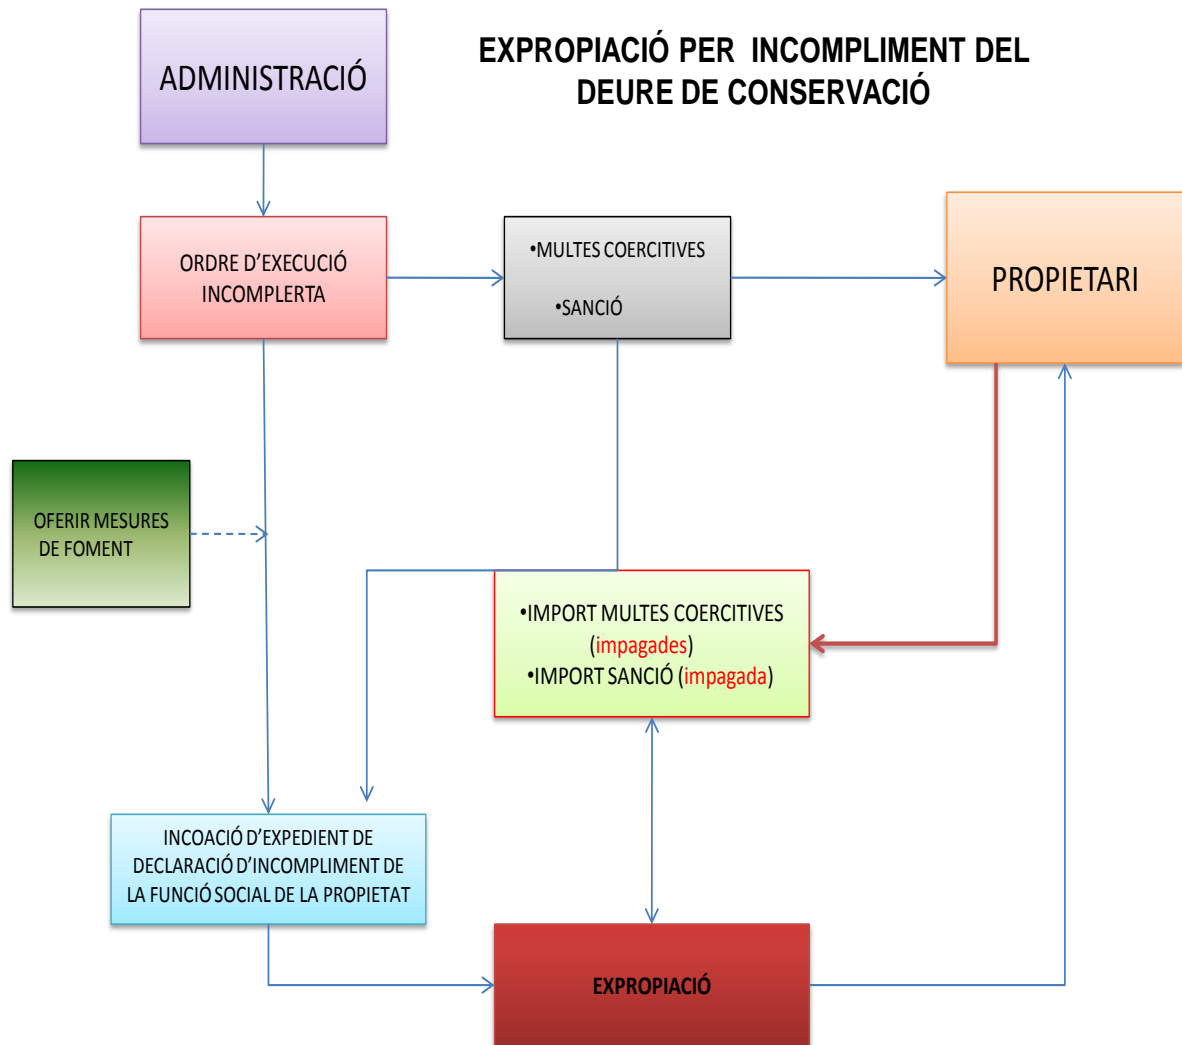 ADMINISTRACIÓ
EXPROPIACIÓ PER INCOMPLIMENT DEL
DEURE DE CONSERVACIÓ
ORDRE D'EXECUCIÓ
INCOMPLERTA
•MULTES COERCITIVES
•SANCIÓ
PROPIETARI
OFERIR MESURES
DE FOMENT
•IMPORT MULTES COERCITIVES
(impagades)
•IMPORT SANCIÓ (impagada)
INCOACIÓ D'EXPEDIENT DE
DECLARACIÓ D'INCOMPLIMENT DE
LA FUNCIÓ SOCIAL DE LA PROPIETAT
EXPROPIACIÓ